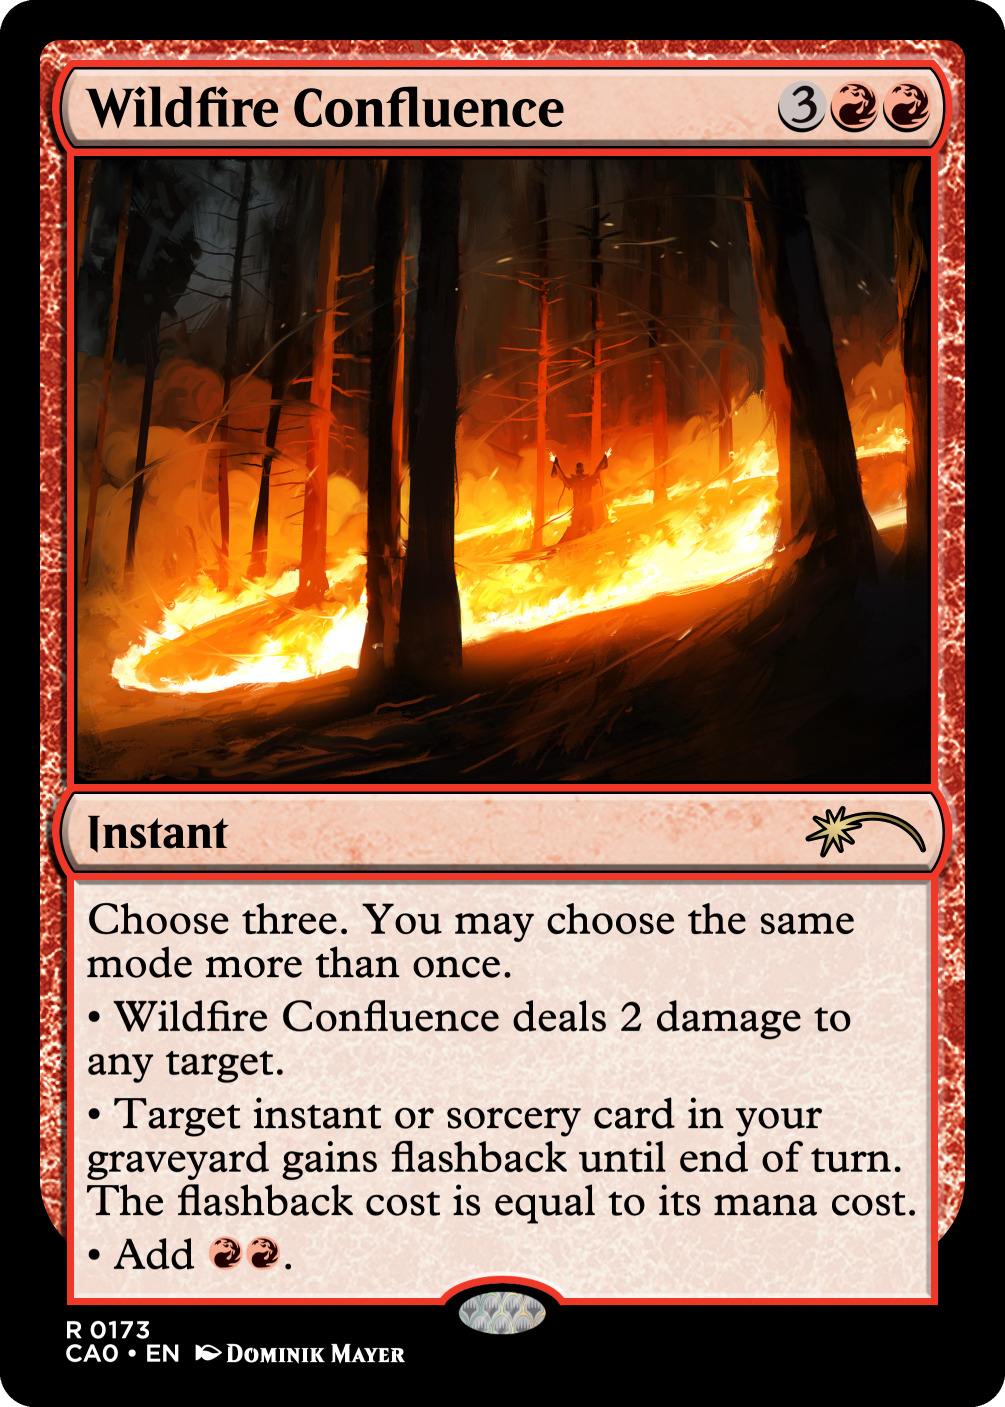 Wildfire Confluence 3
Instant
Choose three. You may choose the same
mode more than once.
• Wildfire Confluence deals 2 damage to
any target.
• Target instant or sorcery card in your
graveyard gains flashback until end of turn.
The flashback cost is equal to its mana cost.
• Add .
R 0173
CAO • EN DOMINIK MAYER